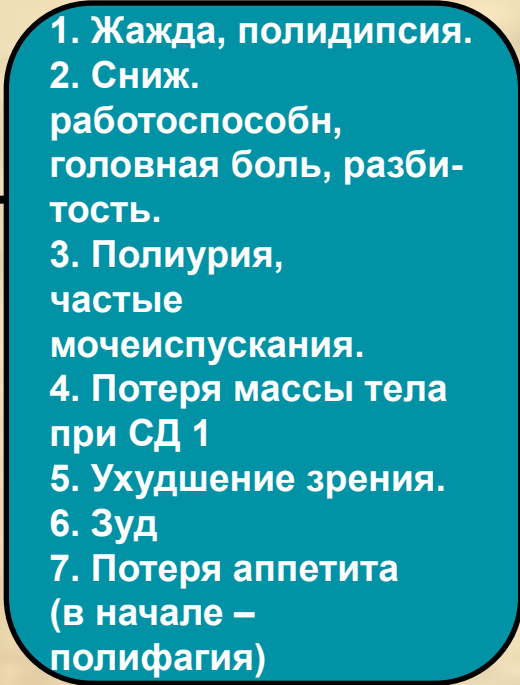 1. Жажда, полидипсия.
2. Сниж.
работоспособн,
головная боль, разби-
тость.
3. Полиурия,
частые
мочеиспускания.
4. Потеря массы тела
при СД 1
5. Ухудшение зрения.
6. Зуд
7. Потеря аппетита
(в начале –
полифагия)